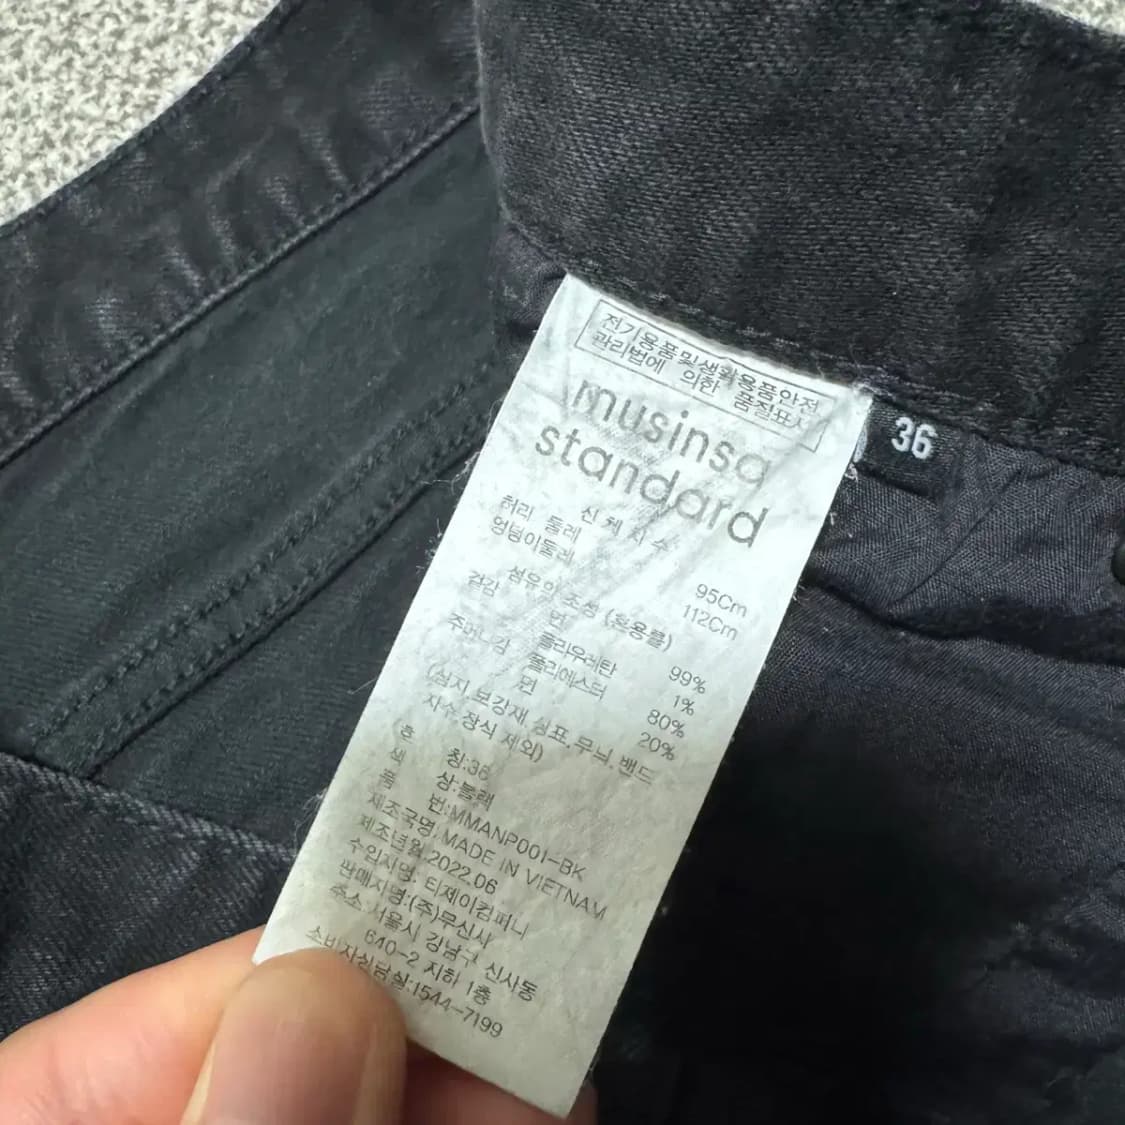 전기용품및생활용품안전
관리법에 의한 품질표시
musinsa
standard
36
신체치수
허리 둘레 95Cm
엉덩이둘레 112Cm
섬유의 조성 (혼용률)
겉감 면 99%
폴리우레탄 1%
주머니감 폴리에스터 80%
면 20%
(심지,보강재,상표,무늬,밴드
자수,장식 제외)
호 칭:36
색 상:블랙
품 번:MMANP001-BK
제조국명:MADE IN VIETNAM
제조년월:2022.06
수입자명:티제이컴퍼니
판매자명:(주)무신사
주소:서울시 강남구 신사동
640-2 지하 1층
소비자상담실:1544-7199